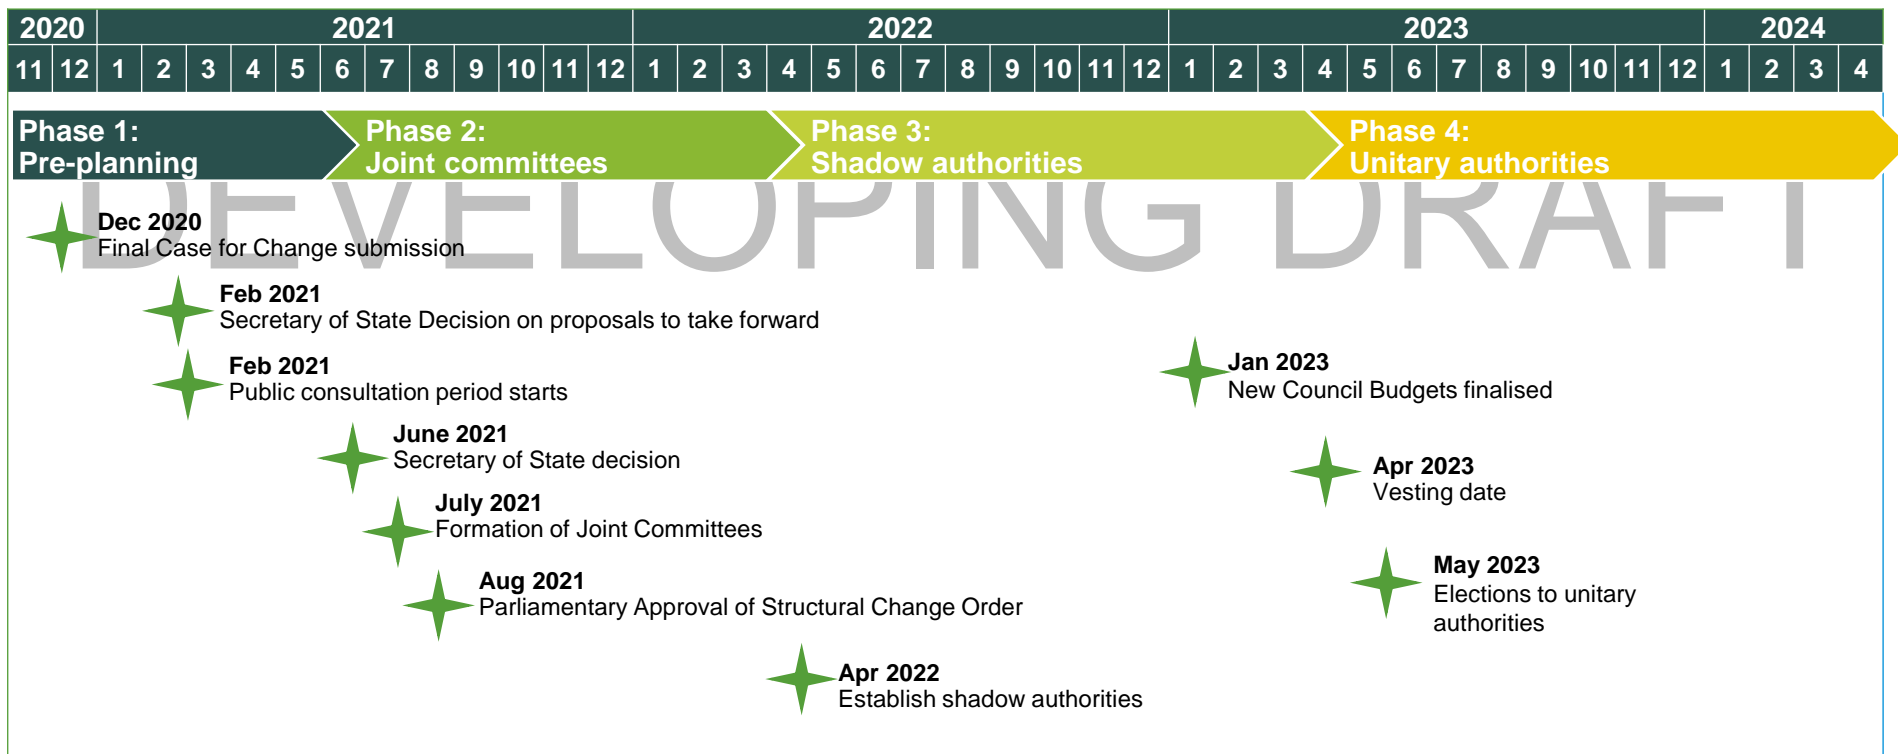 2020 2021 2022 2023 2024
11 12 1 2 3 4 5 6 7 8 9 10 11 12 1 2 3 4 5 6 7 8 9 10 11 12 1 2 3 4 5 6 7 8 9 10 11 12 1 2 3 4
Phase 1:
Pre-planning
Phase 2:
Joint committees
Phase 3:
Shadow authorities
Phase 4:
Unitary authorities
DEVELOPING DRAFT
Dec 2020
Final Case for Change submission
Feb 2021
Secretary of State Decision on proposals to take forward
Feb 2021
Public consultation period starts
June 2021
Secretary of State decision
July 2021
Formation of Joint Committees
Aug 2021
Parliamentary Approval of Structural Change Order
Apr 2022
Establish shadow authorities
Jan 2023
New Council Budgets finalised
Apr 2023
Vesting date
May 2023
Elections to unitary
authorities